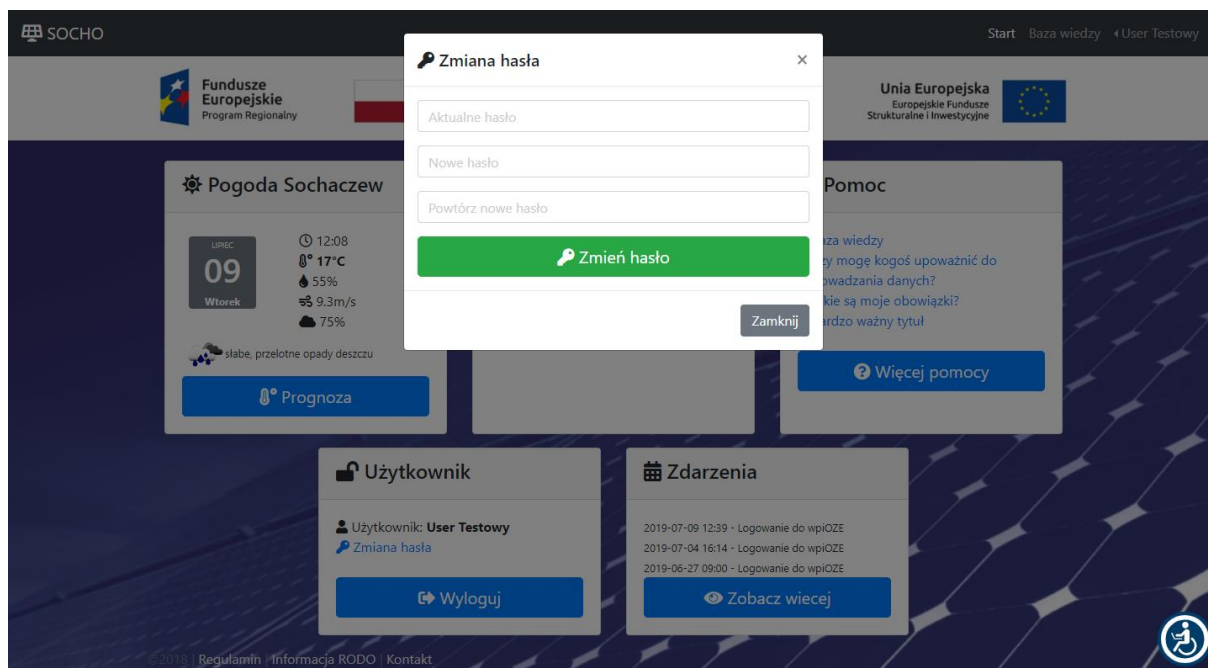 SOCHO
Start Baza wiedzy User Testowy
Zmiana hasła ×
Fundusze
Europejskie
Program Regionalny
Unia Europejska
Europejskie Fundusze
Strukturalne i Inwestycyjne
Aktualne hasło
Nowe hasło
Powtórz nowe hasło
Zmień hasło
Zamknij
Pogoda Sochaczew
LIPIEC
09
Wtorek
12:08
17°C
55%
9.3m/s
75%
słabe, przelotne opady deszczu
Prognoza
Pomoc
wiedzy
mogę kogoś upoważnić do
danych?
są moje obowiązki?
ważny tytuł
Więcej pomocy
Użytkownik
Użytkownik: User Testowy
Zmiana hasła
Wyloguj
Zdarzenia
2019-07-09 12:39 - Logowanie do wpiOZE
2019-07-04 16:14 - Logowanie do wpiOZE
2019-06-27 09:00 - Logowanie do wpiOZE
Zobacz wiecej
©2018 | Regulamin | Informacja RODO | Kontakt